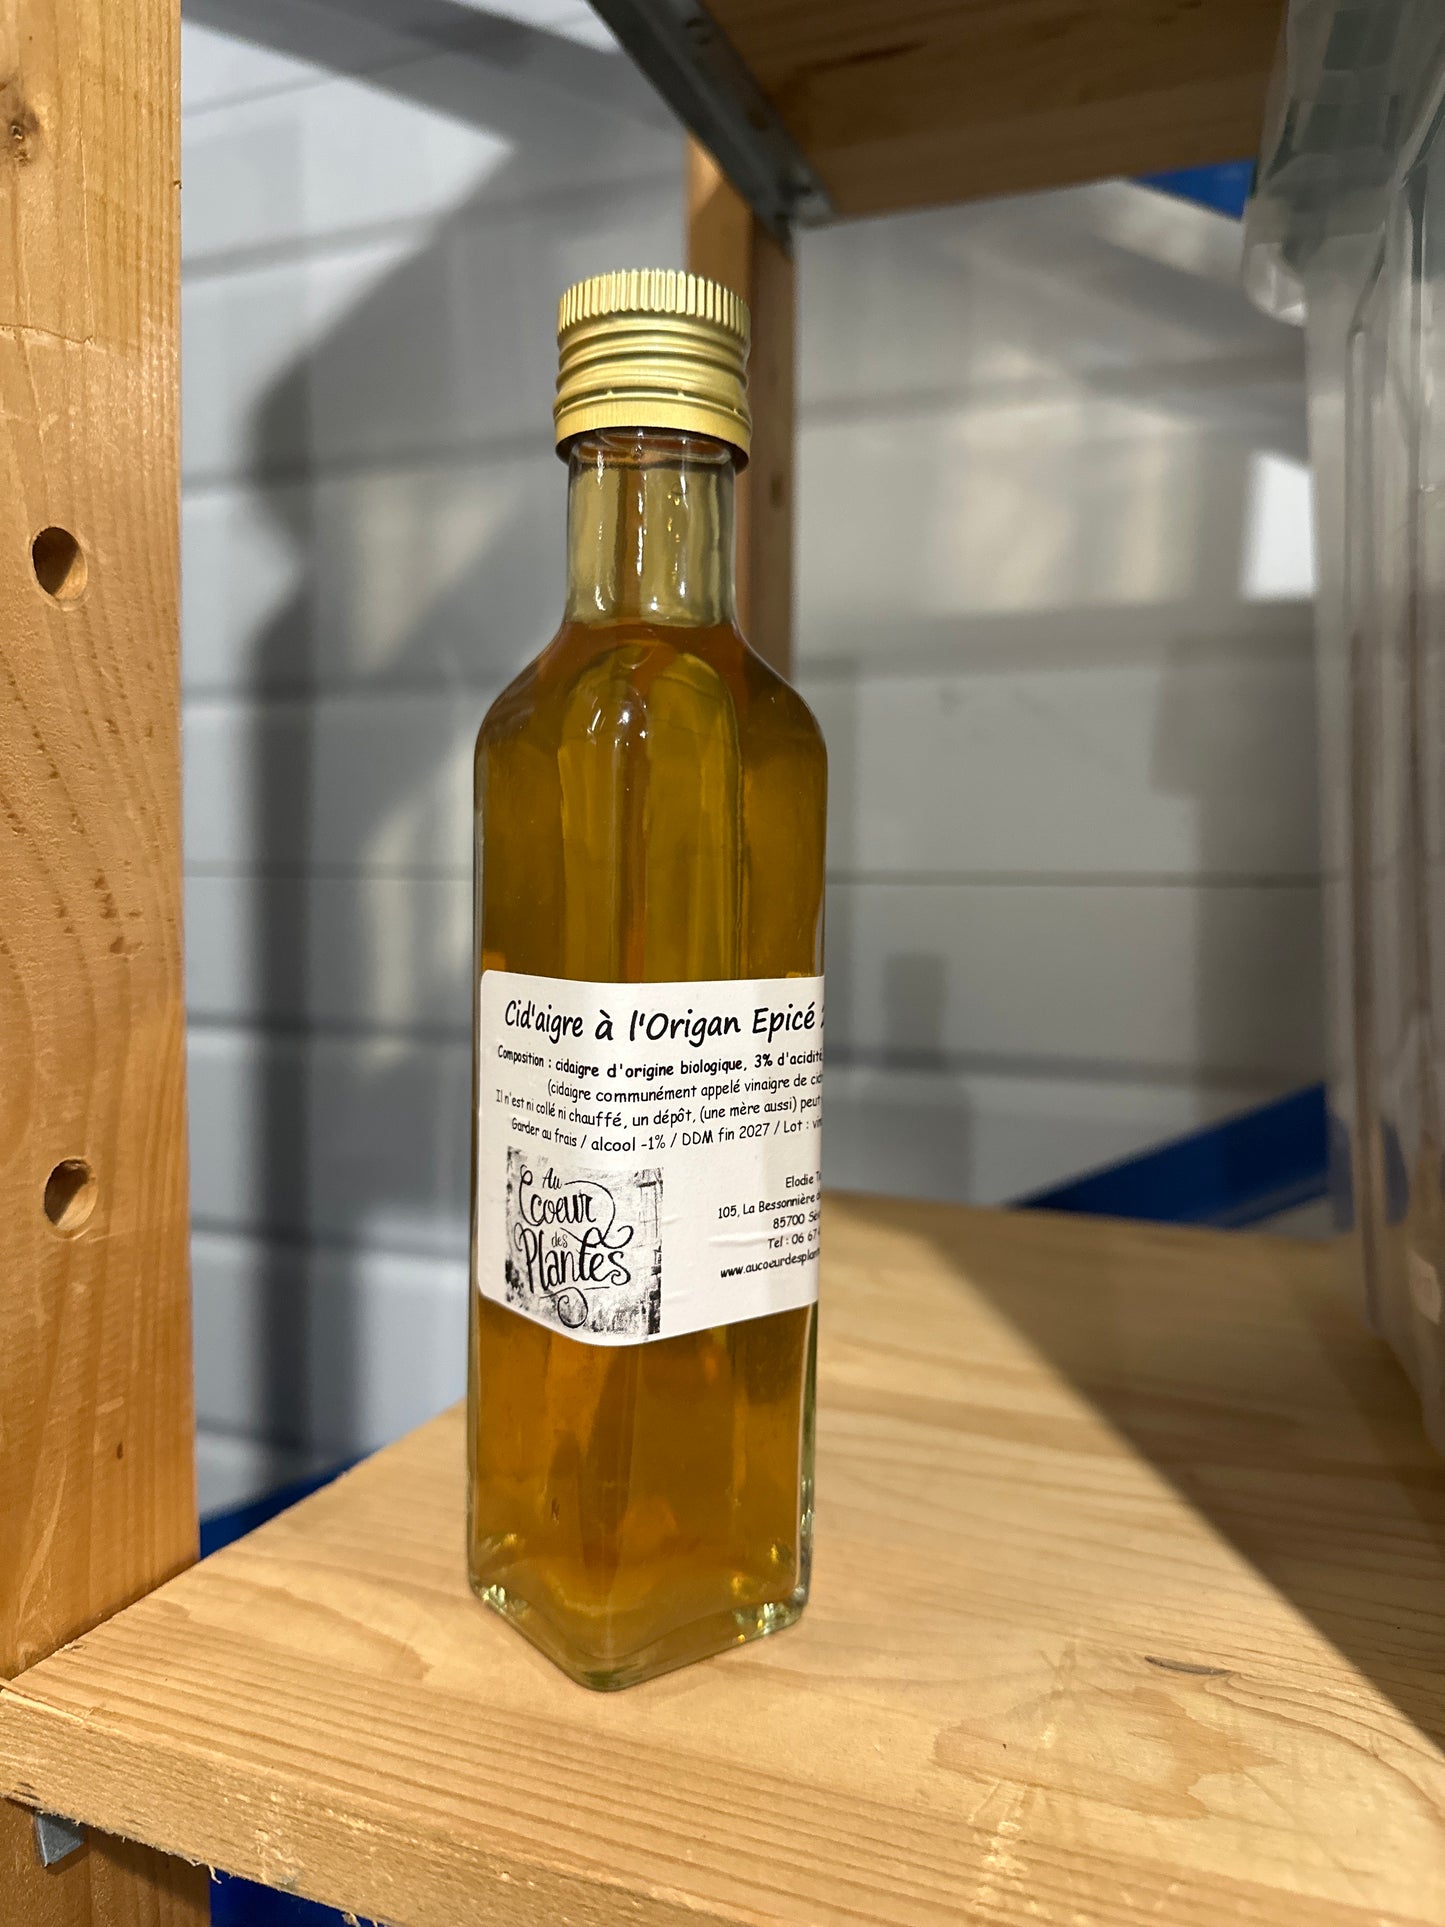 Cid'aigre à l'Origan Epicé
Composition : cidaigre d'origine biologique, 3% d'acidité
(cidaigre communément appelé vinaigre de
Il n'est ni collé ni chauffé, un dépôt, (une mère aussi) peut
Garder au frais / alcool -1% / DDM fin 2027 / Lot :
Au
coeur
des
Plantes
Elodie
105, La Bessonnière
85700
Tel : 06 67
www.aucoeurdesplant